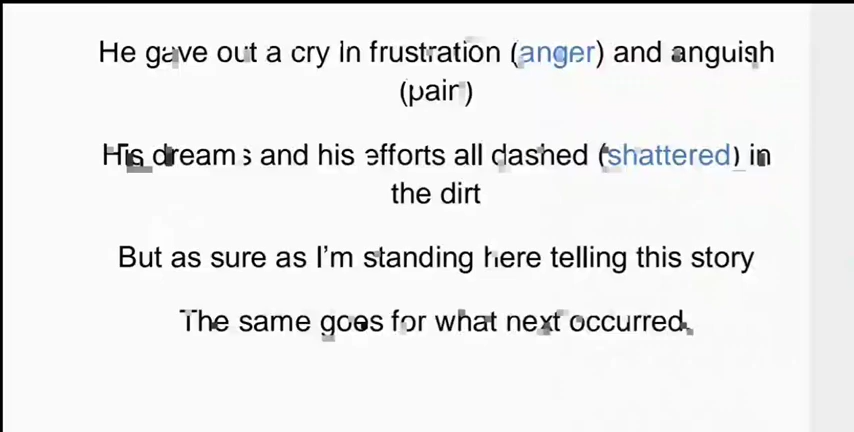 He gave out a cry in frustration (anger) and anguish
(pain)
His dreams and his efforts all dashed (shattered) in
the dirt
But as sure as I'm standing here telling this story
The same goes for what next occurred.